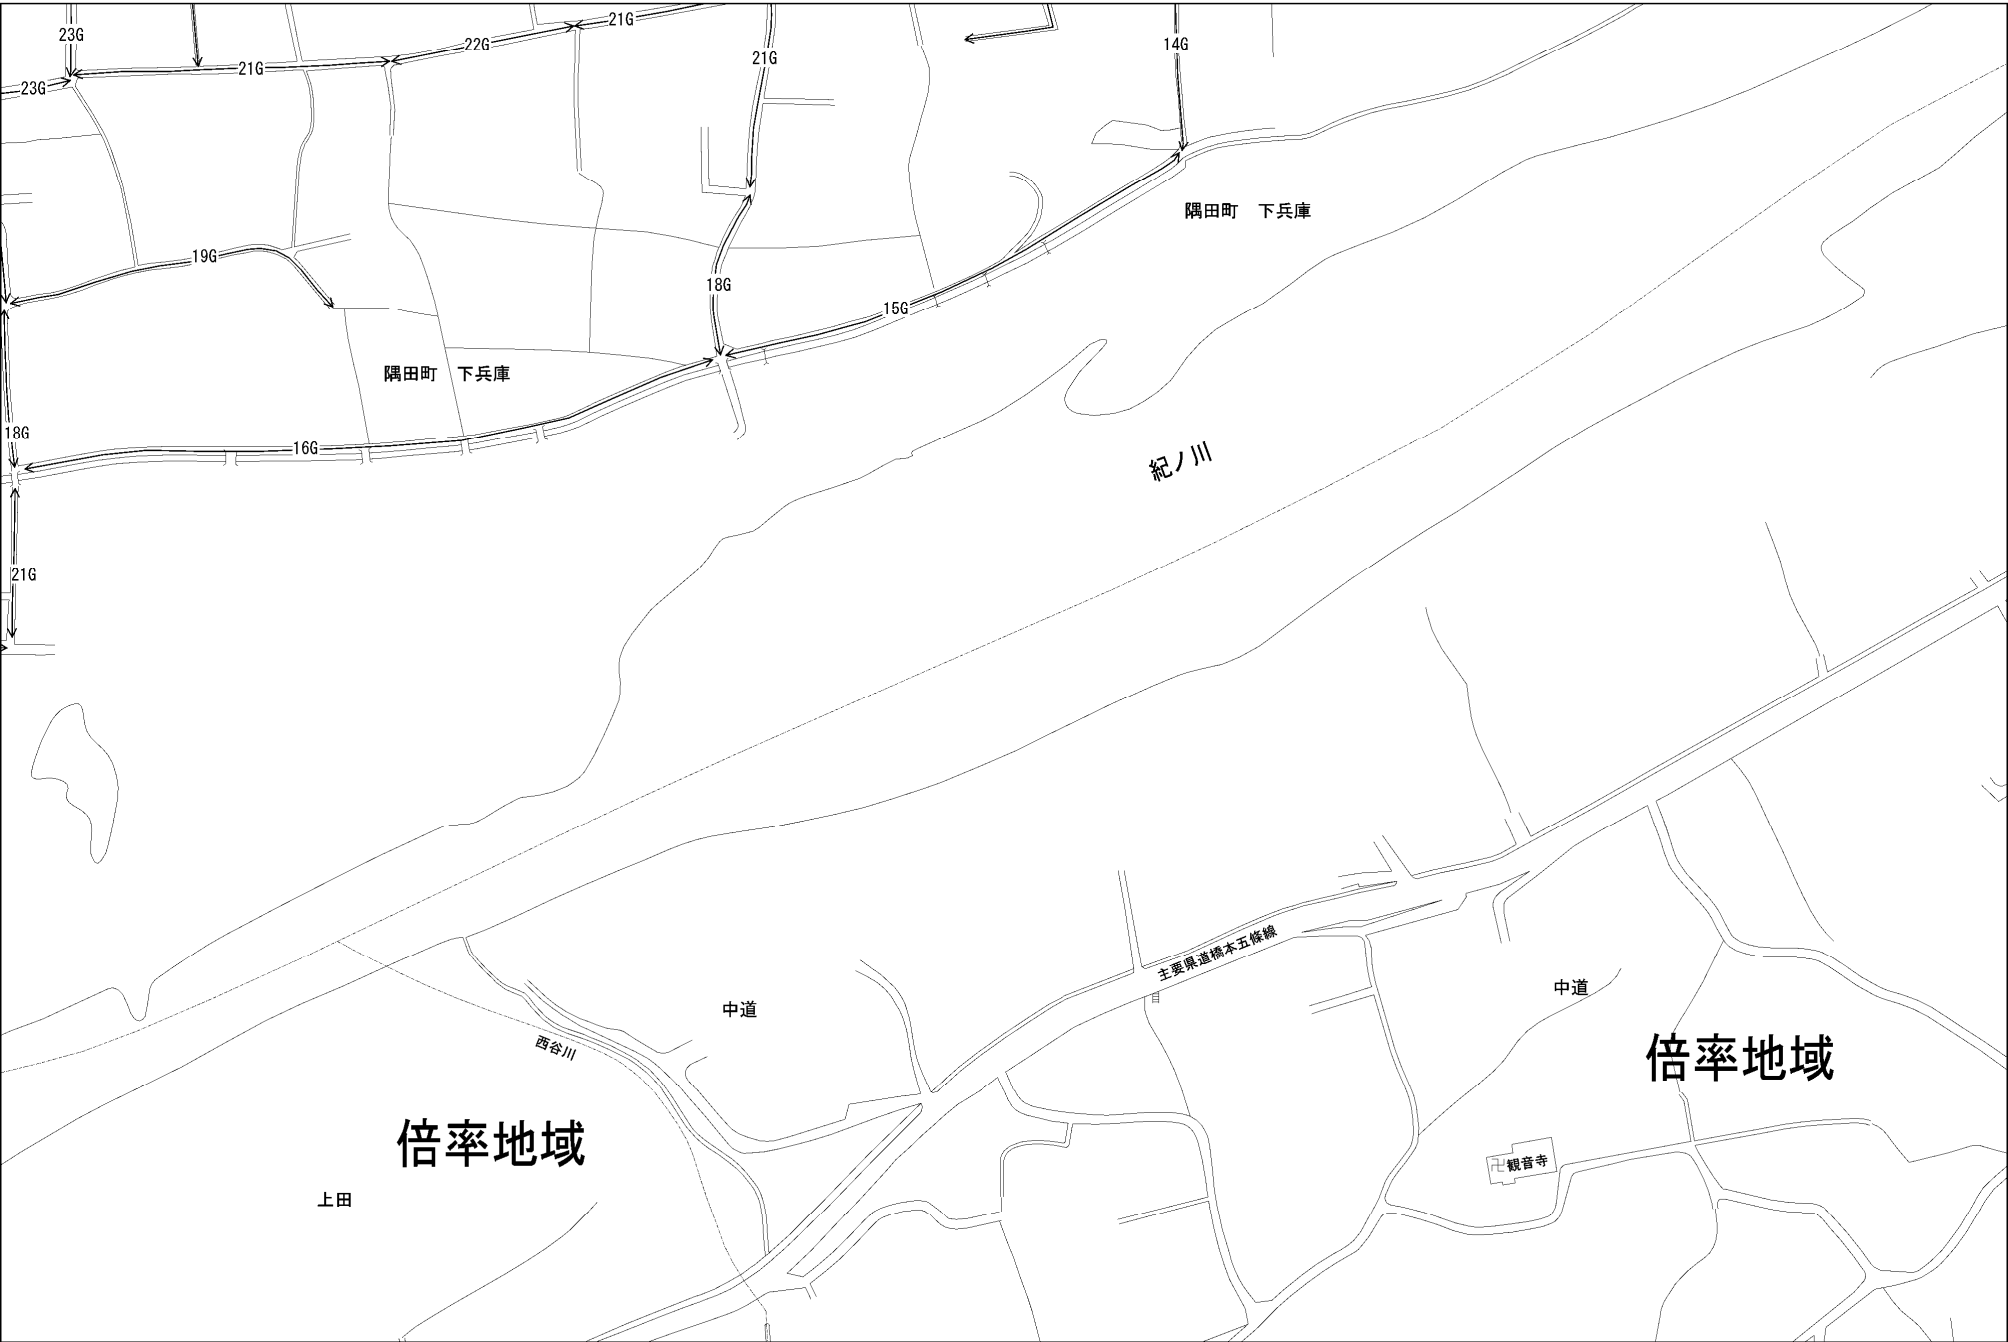 23G
21G
22G
21G
21G
14G
23G
隅田町　下兵庫
19G
18G
15G
隅田町　下兵庫
18G
16G
紀ノ川
21G
主要県道橋本五條線
中道
中道
西谷川
倍率地域
倍率地域
卍観音寺
上田